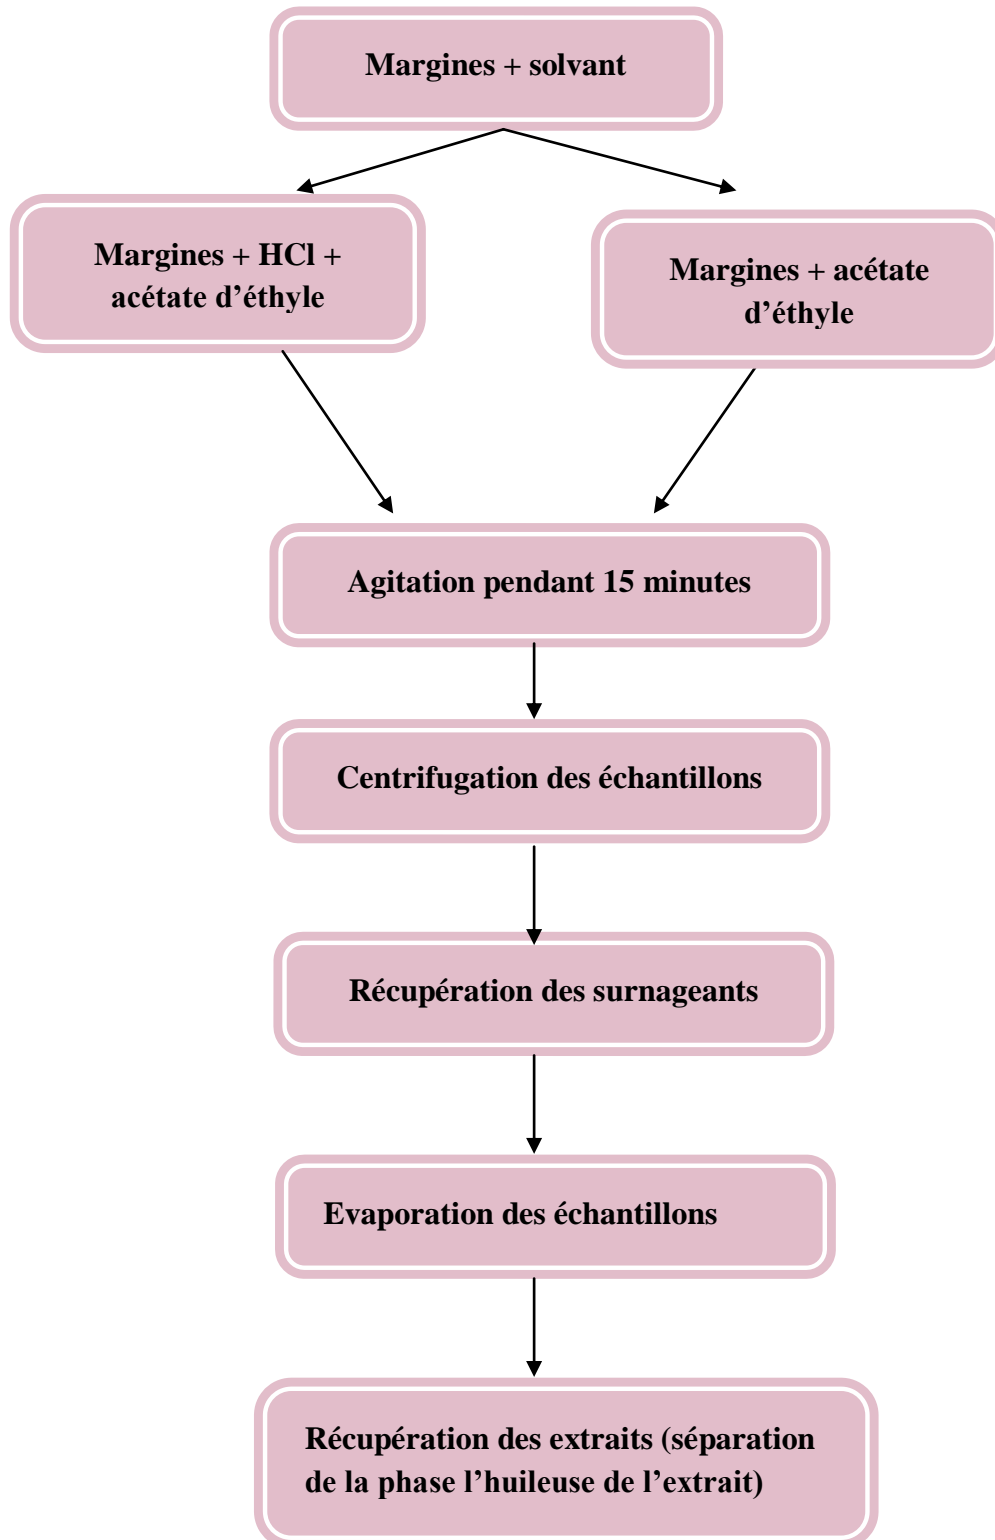 Margines + solvant
Margines + HCl +
acétate d’éthyle
Margines + acétate
d’éthyle
Agitation pendant 15 minutes
Centrifugation des échantillons
Récupération des surnageants
Evaporation des échantillons
Récupération des extraits (séparation
de la phase l’huileuse de l’extrait)